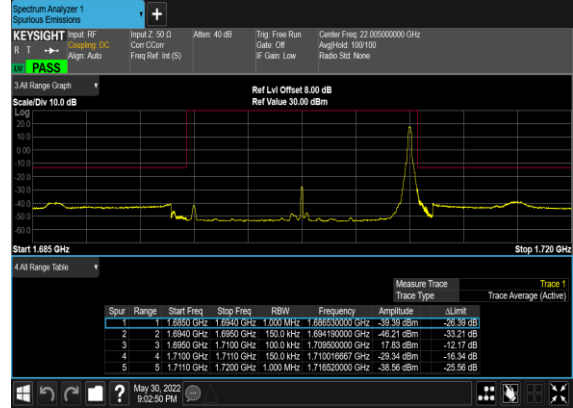 Spectrum Analyzer 1
Spurious Emissions
KEYSIGHT Input: RF Input Z: 50 Ω Atten: 40 dB Trig: Free Run Center Freq: 22.005000000 GHz
R T Coupling: DC Corr CCorr Gate: Off Avg|Hold: 100/100
Align: Auto Freq Ref: Int (S) IF Gain: Low Radio Std: None
PASS
3 All Range Graph
Ref Lvl Offset 8.00 dB
Scale/Div 10.0 dB Ref Value 30.00 dBm
Log
20.0
10.0
0.00
-10.0
-20.0
-30.0
-40.0
-50.0
-60.0
Start 1.685 GHz Stop 1.720 GHz
4 All Range Table
Measure Trace Trace 1
Trace Type Trace Average (Active)
Spur Range Start Freq Stop Freq RBW Frequency Amplitude ΔLimit
1 1 1.6850 GHz 1.6940 GHz 1.000 MHz 1.686530000 GHz -39.39 dBm -26.39 dB
2 2 1.6940 GHz 1.6950 GHz 150.0 kHz 1.694190000 GHz -46.21 dBm -33.21 dB
3 3 1.6950 GHz 1.7100 GHz 100.0 kHz 1.709500000 GHz 17.83 dBm -12.17 dB
4 4 1.7100 GHz 1.7110 GHz 150.0 kHz 1.710016667 GHz -29.34 dBm -16.34 dB
5 5 1.7110 GHz 1.7200 GHz 1.000 MHz 1.716520000 GHz -38.56 dBm -25.56 dB
? May 30, 2022
9:02:50 PM